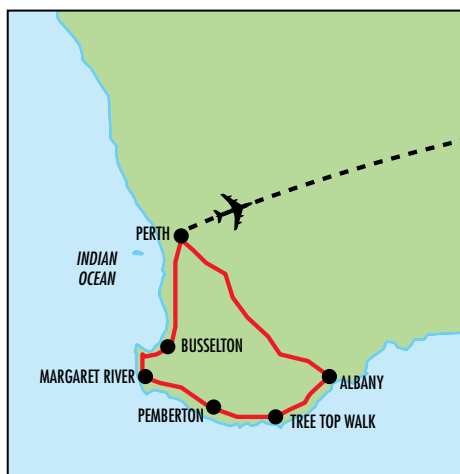 PERTH
INDIAN
OCEAN
BUSSELTON
MARGARET RIVER
ALBANY
PEMBERTON
TREE TOP WALK